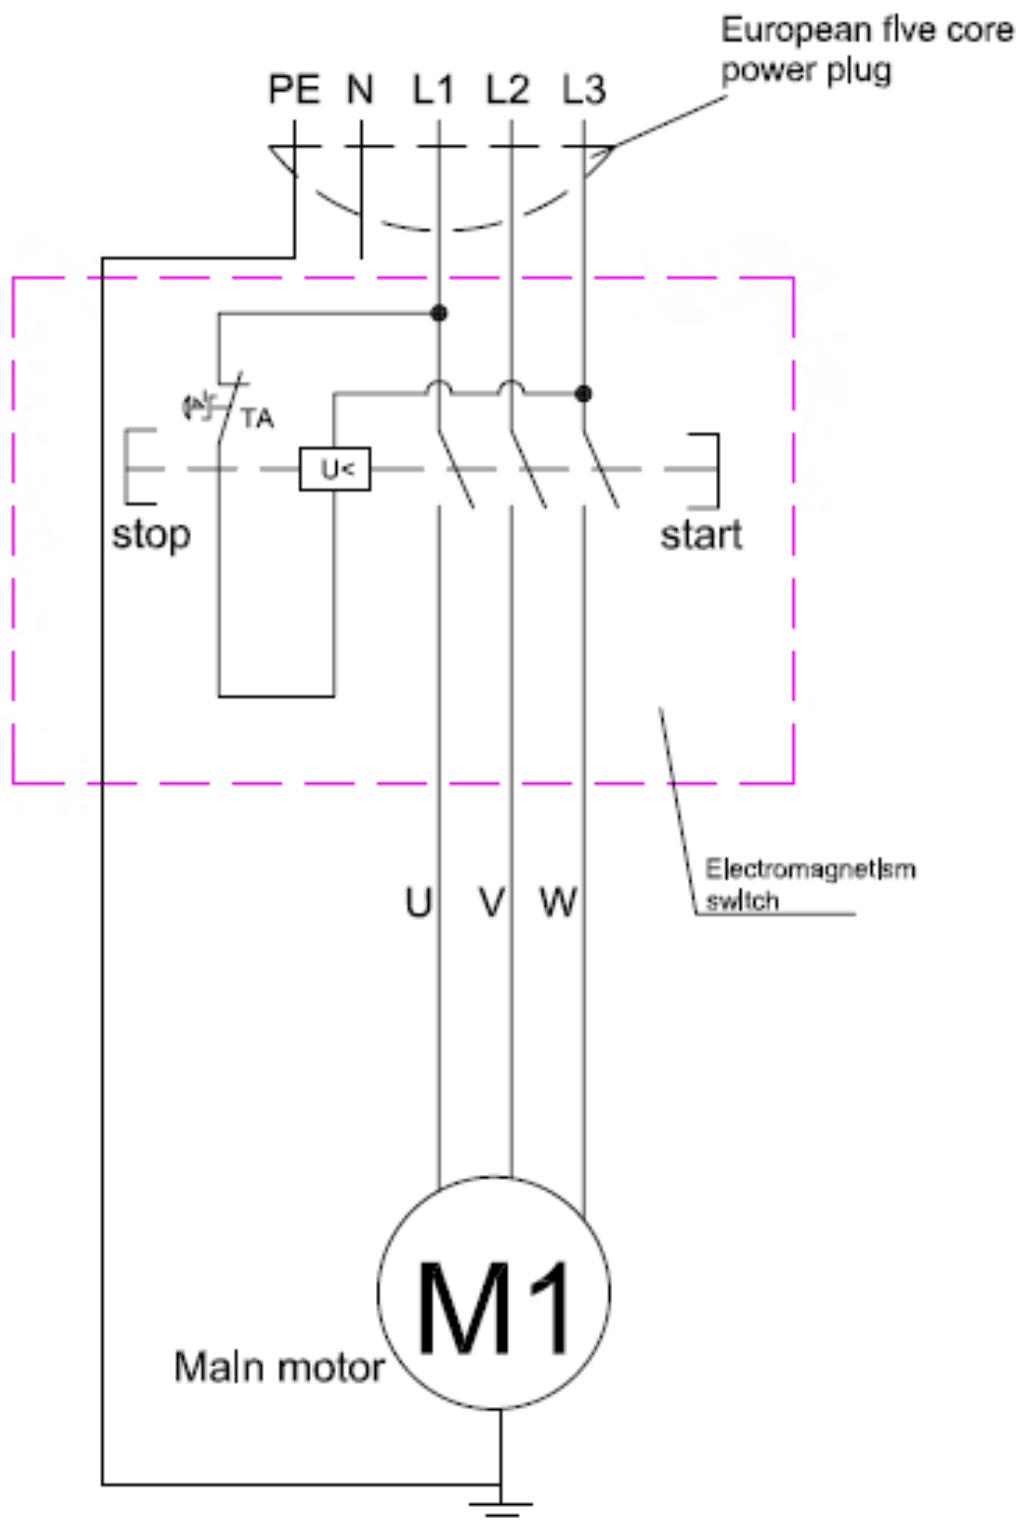 European five core
power plug
PE N L1 L2 L3
TA
U<
stop
start
Electromagnetism
switch
U V W
M1
Main motor